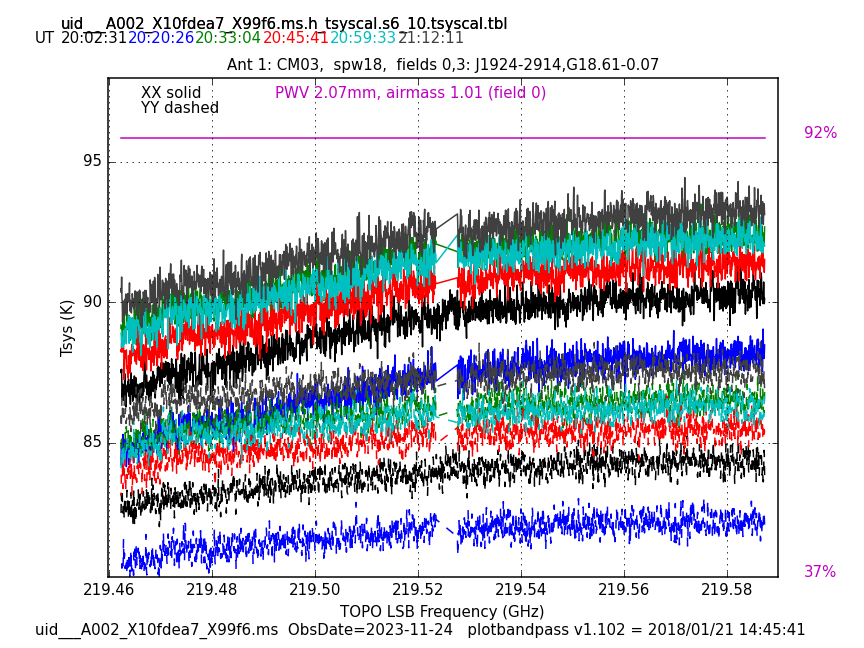 uid___A002_X10fdea7_X99f6.ms.h_tsyscal.s6_10.tsyscal.tbl
UT 20:02:31 20:20:26 20:33:04 20:45:41 20:59:33 21:12:11
Ant 1: CM03,  spw18,  fields 0,3: J1924-2914,G18.61-0.07
XX solid
PWV 2.07mm, airmass 1.01 (field 0)
YY dashed
92%
95
90
85
Tsys (K)
37%
219.46 219.48 219.50 219.52 219.54 219.56 219.58
TOPO LSB Frequency (GHz)
uid___A002_X10fdea7_X99f6.ms  ObsDate=2023-11-24   plotbandpass v1.102 = 2018/01/21 14:45:41